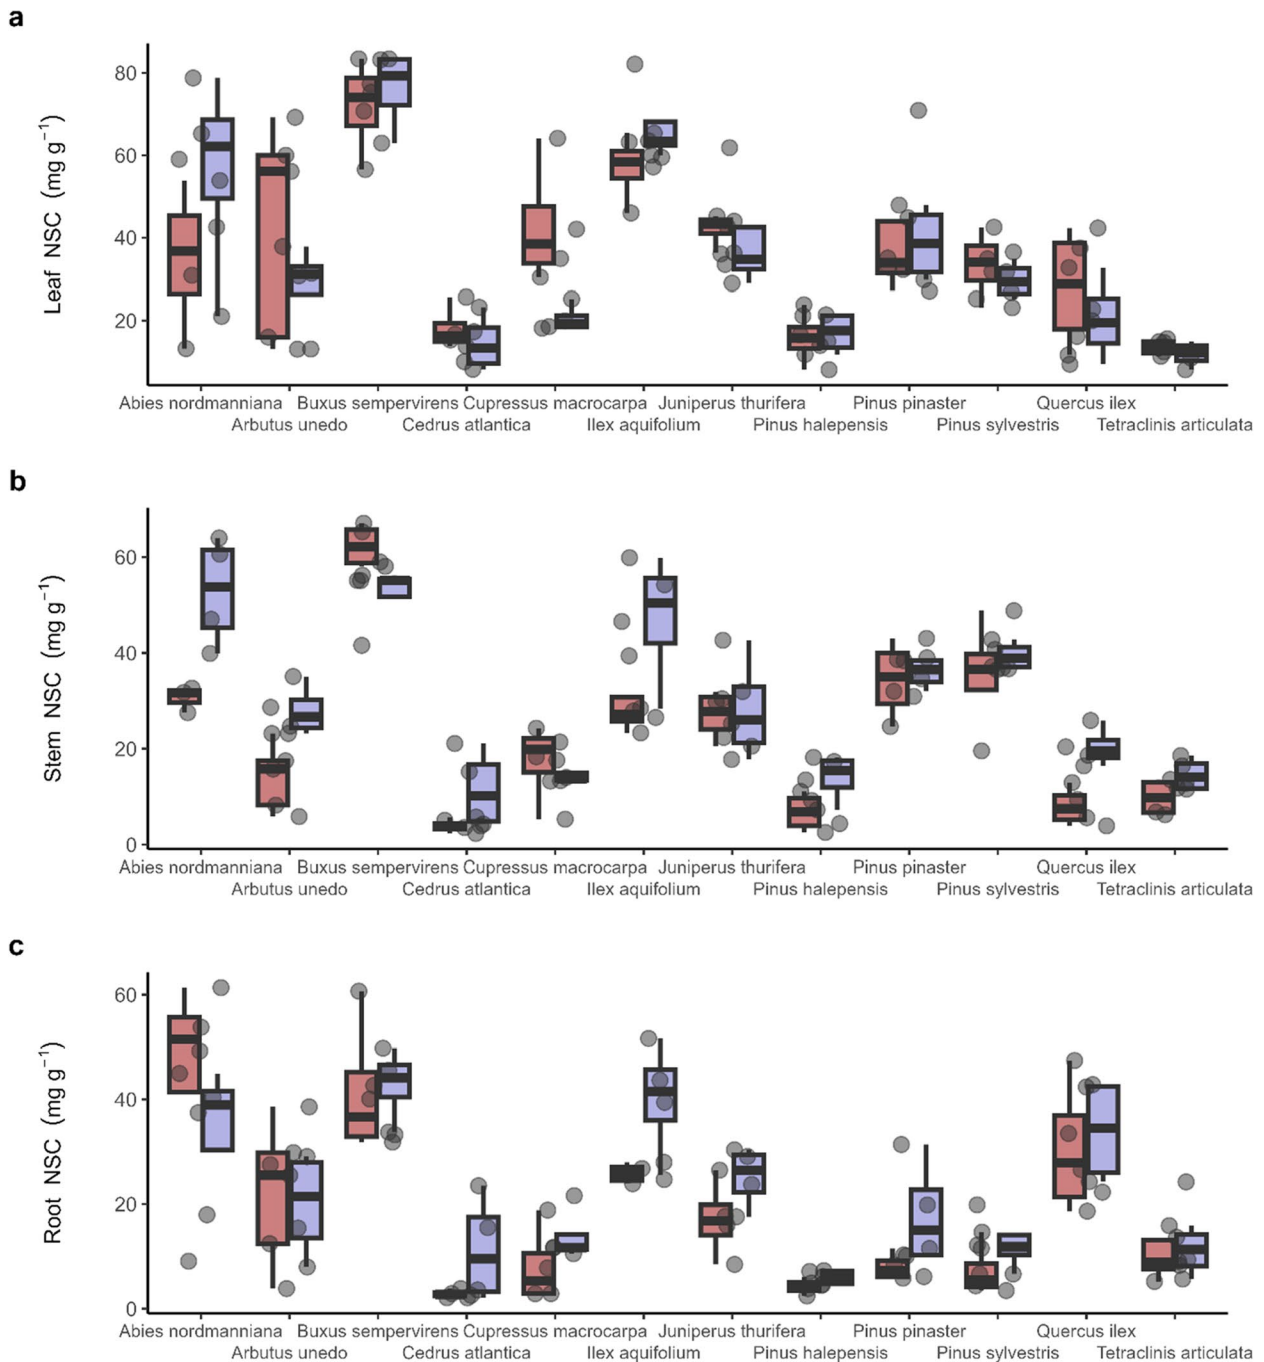 a
Leaf NSC (mg g⁻¹)
80
60
40
20
Abies nordmanniana Buxus sempervirens Cupressus macrocarpa Juniperus thurifera Pinus pinaster Quercus ilex
Arbutus unedo Cedrus atlantica Ilex aquifolium Pinus halepensis Pinus sylvestris Tetraclinis articulata
b
Stem NSC (mg g⁻¹)
60
40
20
0
Abies nordmanniana Buxus sempervirens Cupressus macrocarpa Juniperus thurifera Pinus pinaster Quercus ilex
Arbutus unedo Cedrus atlantica Ilex aquifolium Pinus halepensis Pinus sylvestris Tetraclinis articulata
c
Root NSC (mg g⁻¹)
60
40
20
0
Abies nordmanniana Buxus sempervirens Cupressus macrocarpa Juniperus thurifera Pinus pinaster Quercus ilex
Arbutus unedo Cedrus atlantica Ilex aquifolium Pinus halepensis Pinus sylvestris Tetraclinis articulata